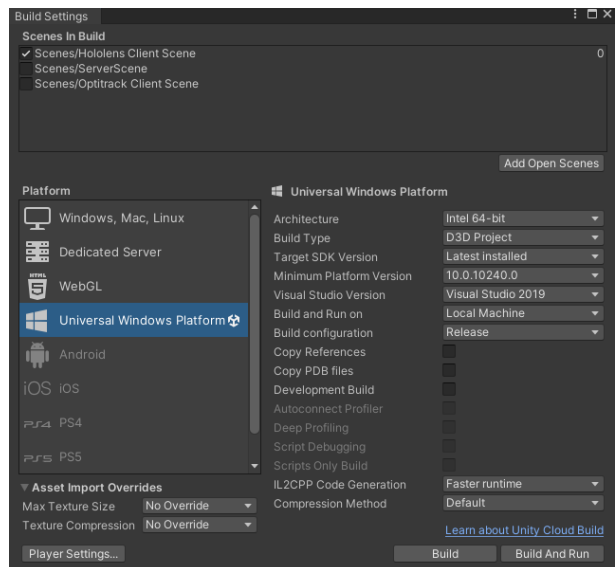 Build Settings
Scenes In Build
Scenes/Hololens Client Scene 0
Scenes/ServerScene
Scenes/Optitrack Client Scene
Add Open Scenes
Platform
Windows, Mac, Linux
Dedicated Server
HTML 5 WebGL
Universal Windows Platform
Android
iOS iOS
PS4 PS4
PS5 PS5
Universal Windows Platform
Architecture Intel 64-bit
Build Type D3D Project
Target SDK Version Latest installed
Minimum Platform Version 10.0.10240.0
Visual Studio Version Visual Studio 2019
Build and Run on Local Machine
Build configuration Release
Copy References
Copy PDB files
Development Build
Autoconnect Profiler
Deep Profiling
Script Debugging
Scripts Only Build
IL2CPP Code Generation Faster runtime
Compression Method Default
Asset Import Overrides
Max Texture Size No Override
Texture Compression No Override
Learn about Unity Cloud Build
Player Settings... Build Build And Run